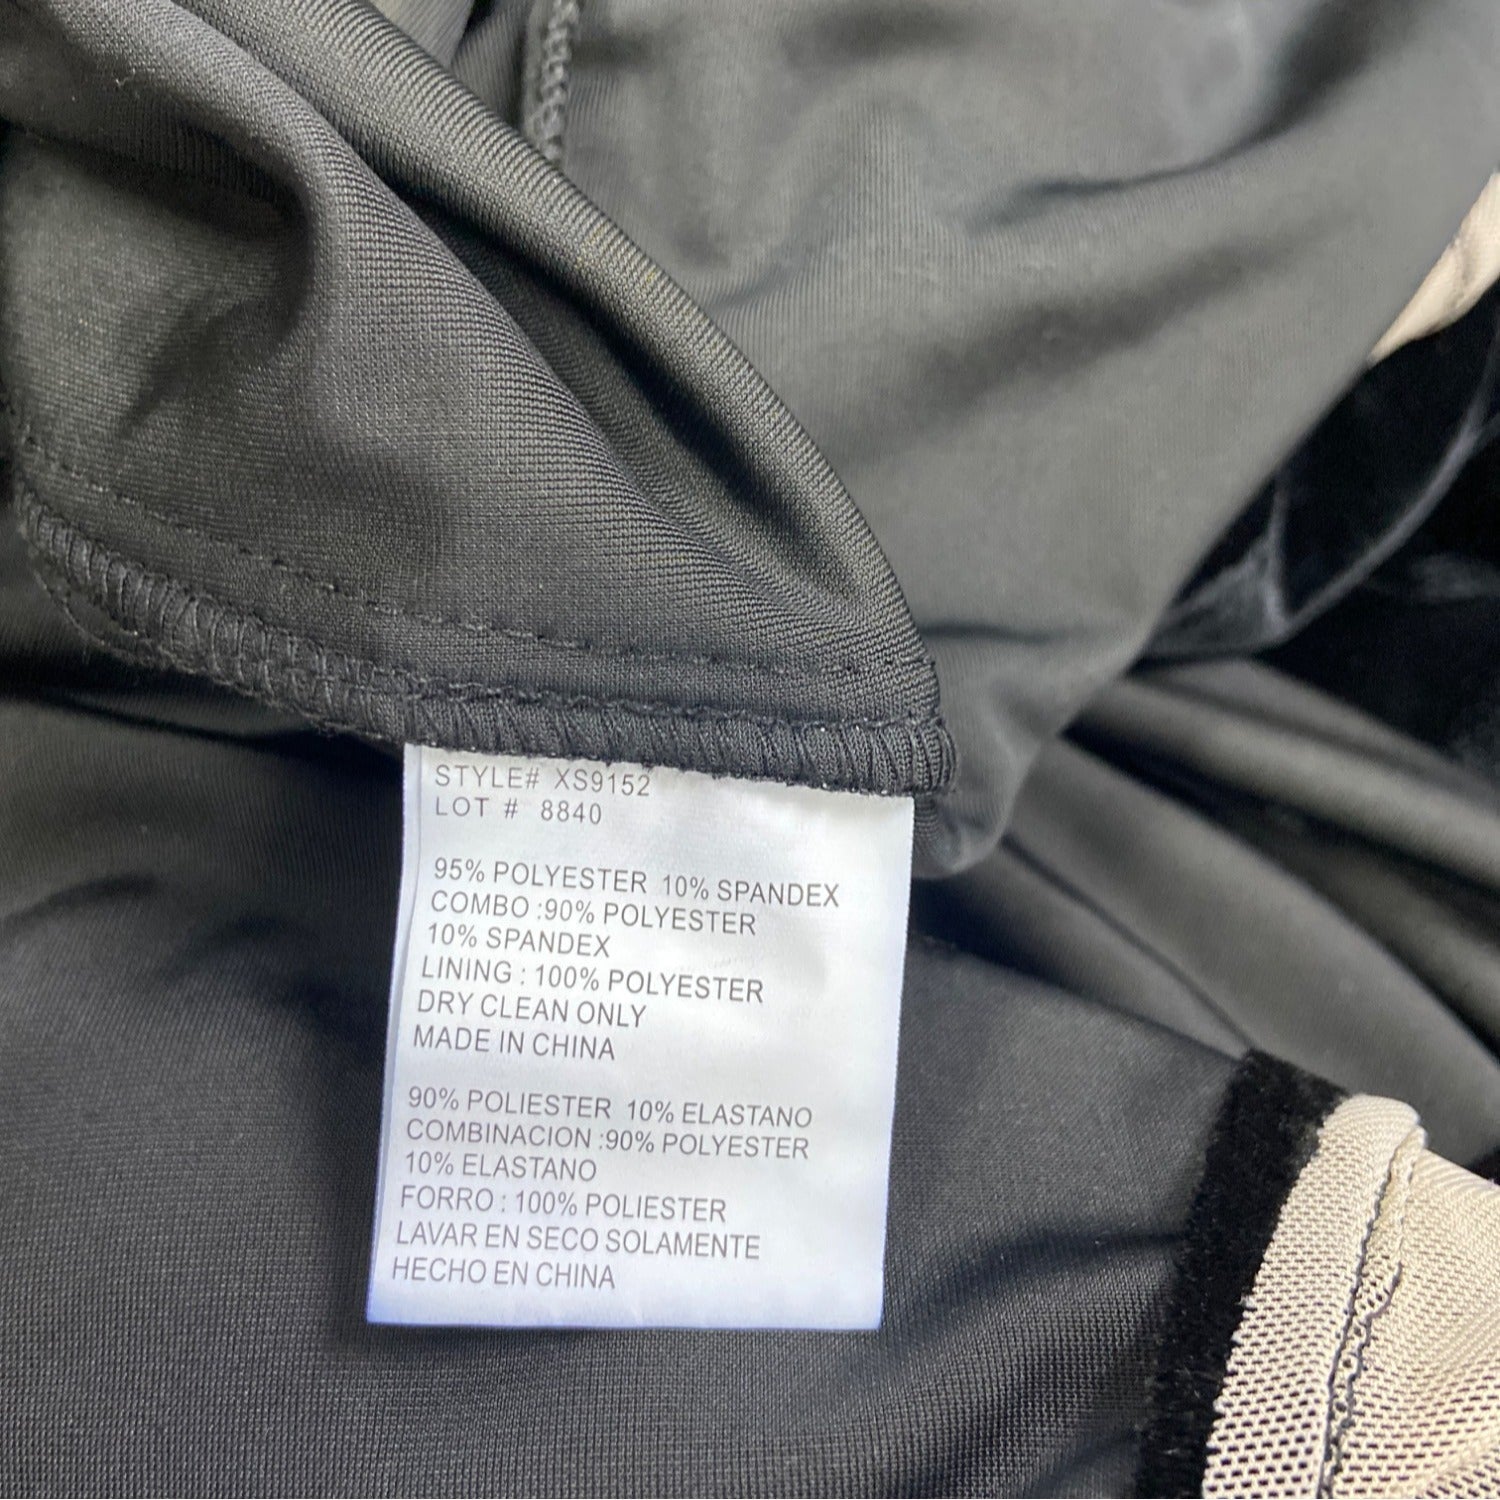 STYLE# XS9152
LOT # 8840
95% POLYESTER 10% SPANDEX
COMBO :90% POLYESTER
10% SPANDEX
LINING : 100% POLYESTER
DRY CLEAN ONLY
MADE IN CHINA
90% POLIESTER 10% ELASTANO
COMBINACION :90% POLYESTER
10% ELASTANO
FORRO : 100% POLIESTER
LAVAR EN SECO SOLAMENTE
HECHO EN CHINA